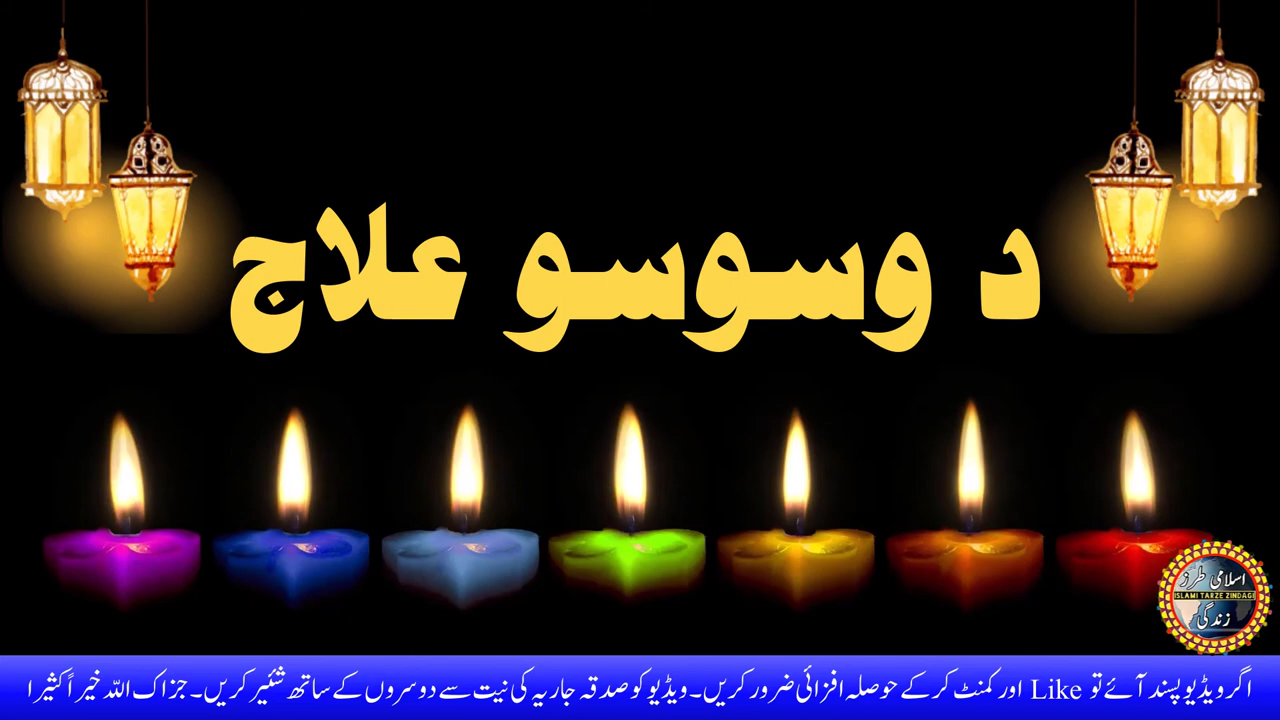 د وسوسو علاج
اسلامی طرز
ISLAMI TARZE ZINDAGI
زندگی
اگر ویڈیو پسند آئے تو Like اور کمنٹ کر کے حوصلہ افزائی ضرور کریں۔ ویڈیو کو صدقہ جاریہ کی نیت سے دوسروں کے ساتھ شئیر کریں۔ جزاک اللہ خیراً کثیرا